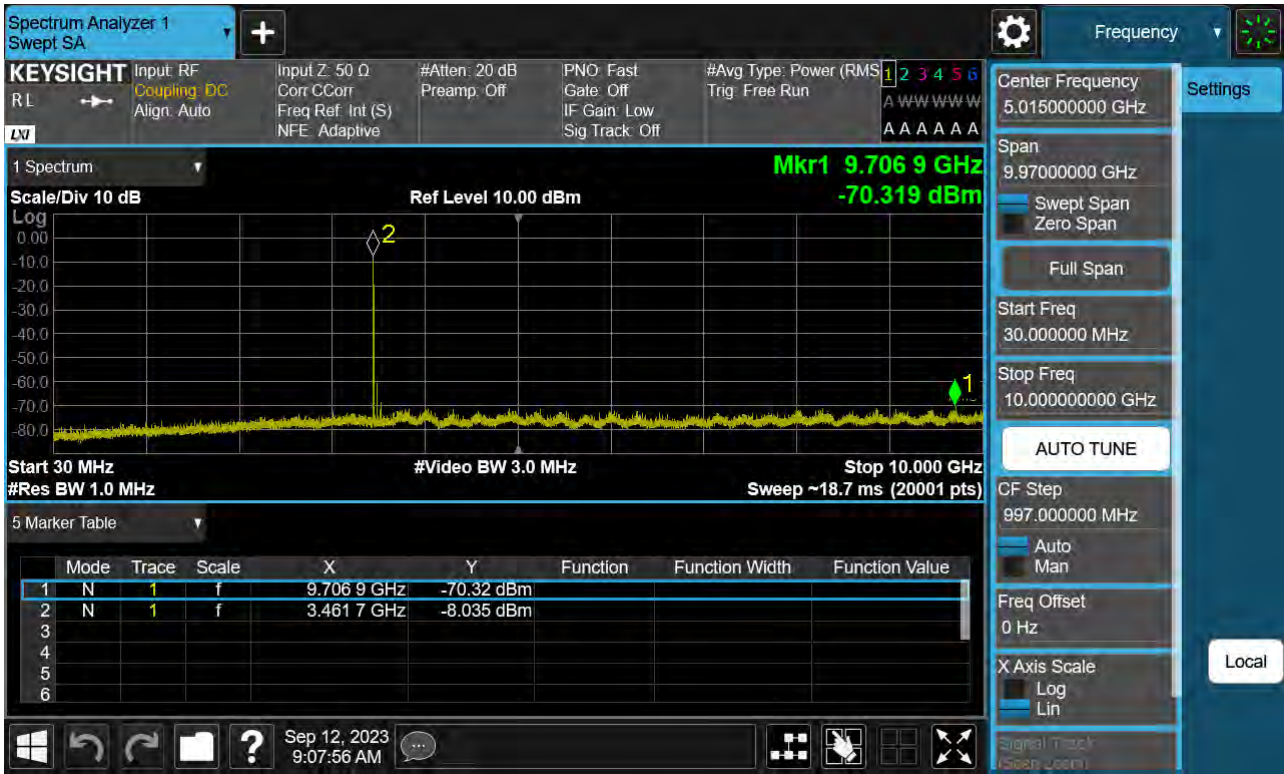 Spectrum Analyzer 1
Swept SA
+
Frequency
KEYSIGHT
RL
LXI
Input: RF
Coupling: DC
Align: Auto
Input Z: 50 Ω
Corr CCorr
Freq Ref: Int (S)
NFE: Adaptive
#Atten: 20 dB
Preamp: Off
PNO: Fast
Gate: Off
IF Gain: Low
Sig Track: Off
#Avg Type: Power (RMS
Trig: Free Run
1 2 3 4 5 6
A W W W W W
A A A A A A
1 Spectrum
Scale/Div 10 dB
Ref Level 10.00 dBm
Mkr1 9.706 9 GHz
-70.319 dBm
Log
0.00
-10.0
-20.0
-30.0
-40.0
-50.0
-60.0
-70.0
-80.0
2
1
Start 30 MHz
#Video BW 3.0 MHz
Stop 10.000 GHz
#Res BW 1.0 MHz
Sweep ~18.7 ms (20001 pts)
5 Marker Table
Mode Trace Scale X Y Function Function Width Function Value
1 N 1 f 9.706 9 GHz -70.32 dBm
2 N 1 f 3.461 7 GHz -8.035 dBm
3
4
5
6
Sep 12, 2023
9:07:56 AM
Center Frequency
5.015000000 GHz
Span
9.97000000 GHz
Swept Span
Zero Span
Full Span
Start Freq
30.000000 MHz
Stop Freq
10.000000000 GHz
AUTO TUNE
CF Step
997.000000 MHz
Auto
Man
Freq Offset
0 Hz
X Axis Scale
Log
Lin
Signal Track
(Span Zoom)
Settings
Local